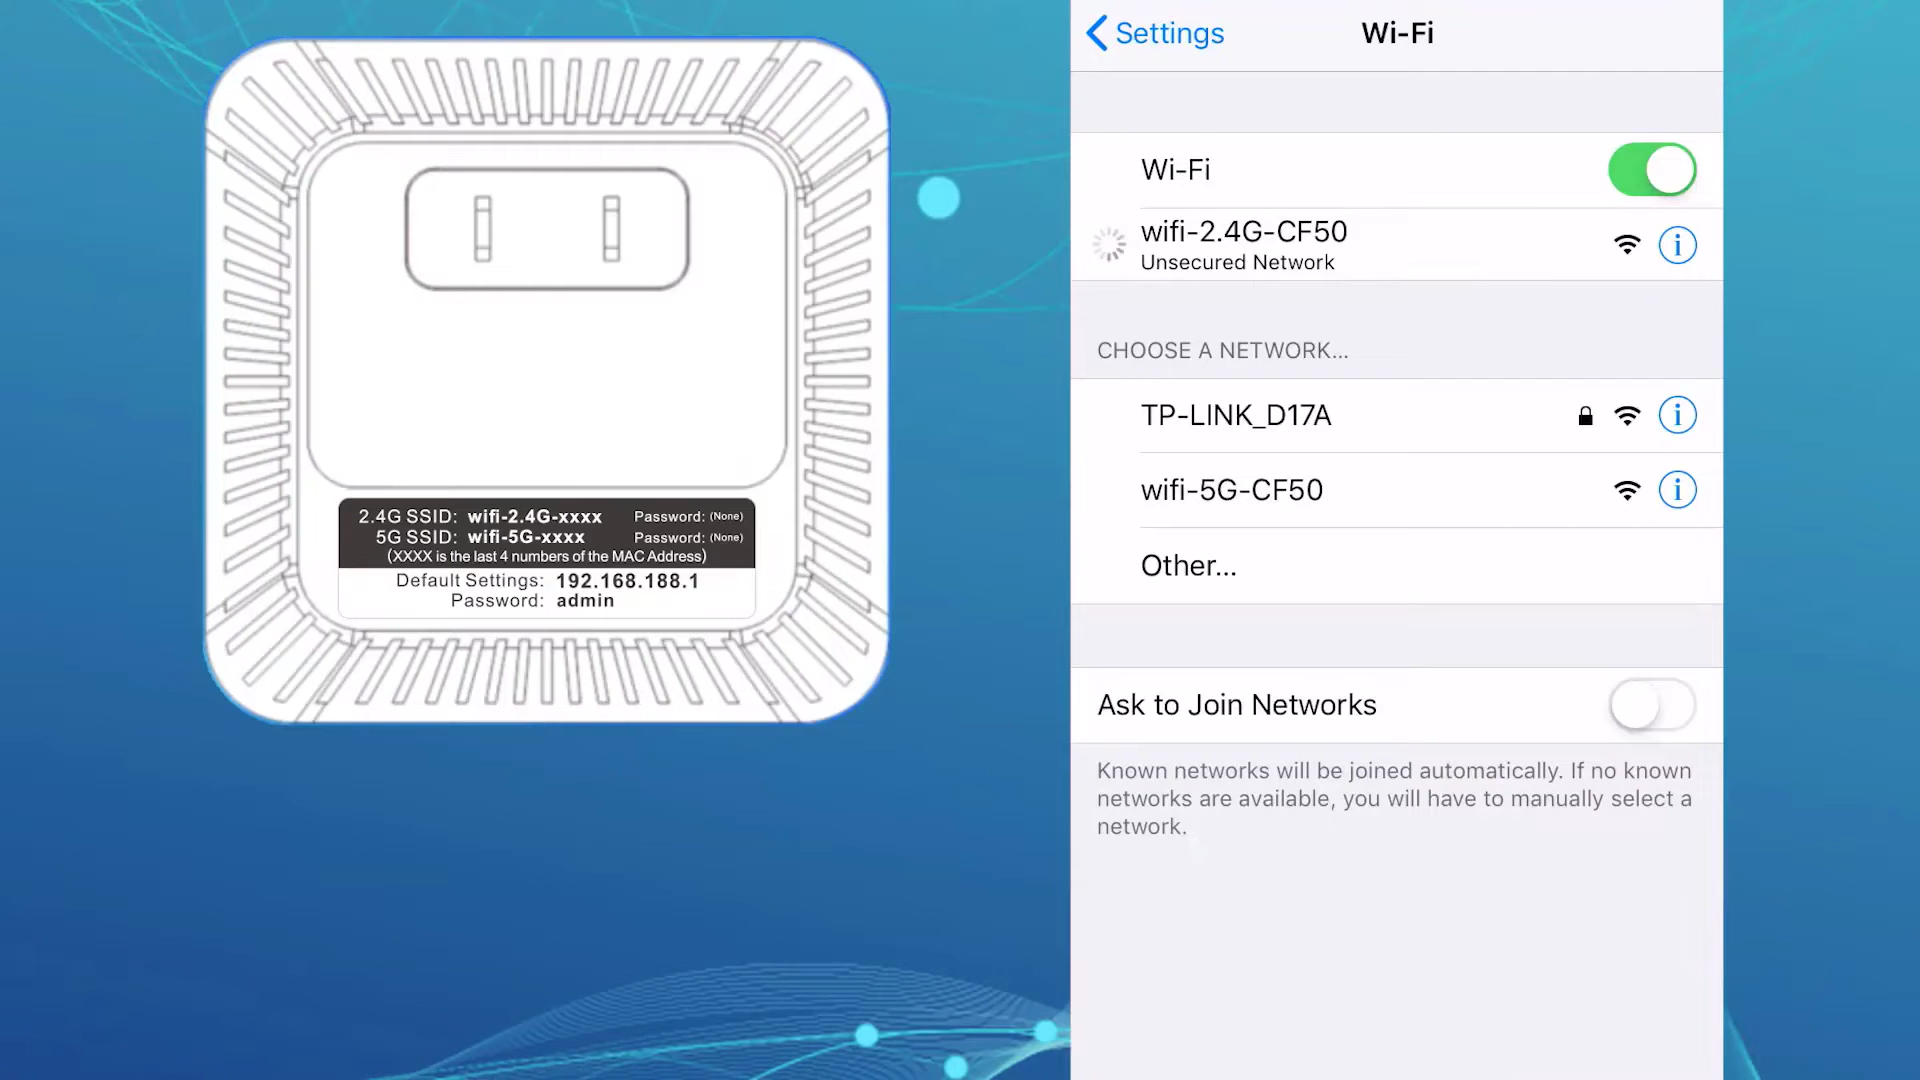 2.4G SSID: wifi-2.4G-xxxx Password: (None)
5G SSID: wifi-5G-xxxx Password: (None)
(XXXX is the last 4 numbers of the MAC Address)
Default Settings: 192.168.188.1
Password: admin
Settings
Wi-Fi
Wi-Fi
wifi-2.4G-CF50
Unsecured Network
CHOOSE A NETWORK...
TP-LINK_D17A
wifi-5G-CF50
Other...
Ask to Join Networks
Known networks will be joined automatically. If no known
networks are available, you will have to manually select a
network.